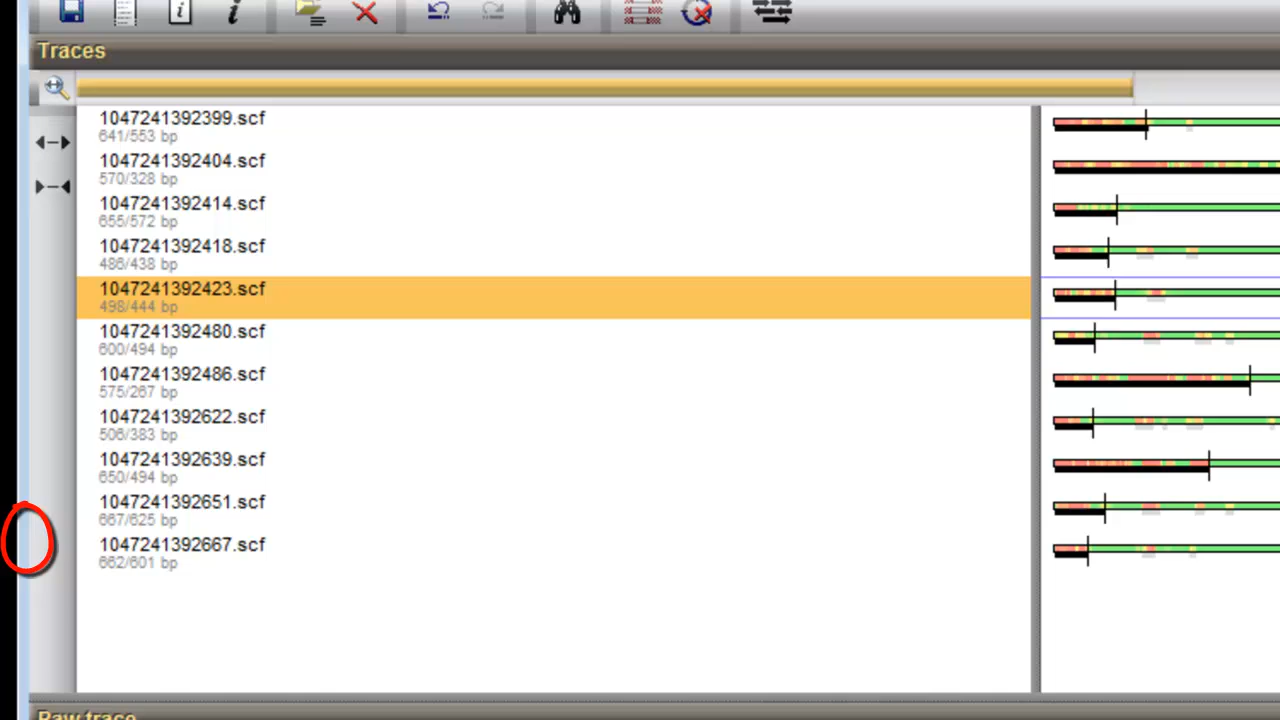 Traces
1047241392399.scf
641/553 bp
1047241392404.scf
570/328 bp
1047241392414.scf
655/572 bp
1047241392418.scf
486/438 bp
1047241392423.scf
498/444 bp
1047241392480.scf
600/494 bp
1047241392486.scf
575/267 bp
1047241392622.scf
506/383 bp
1047241392639.scf
650/494 bp
1047241392651.scf
667/625 bp
1047241392667.scf
662/601 bp
Raw trace